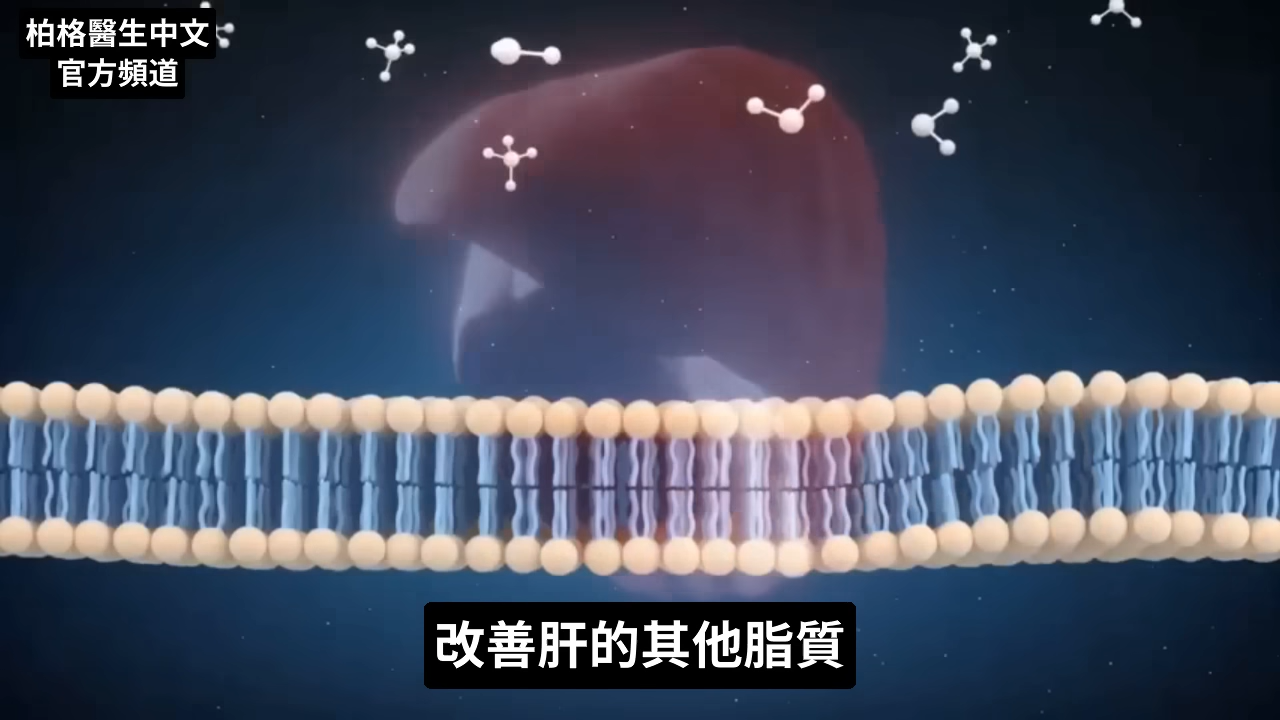 柏格醫生中文
官方頻道
改善肝的其他脂質